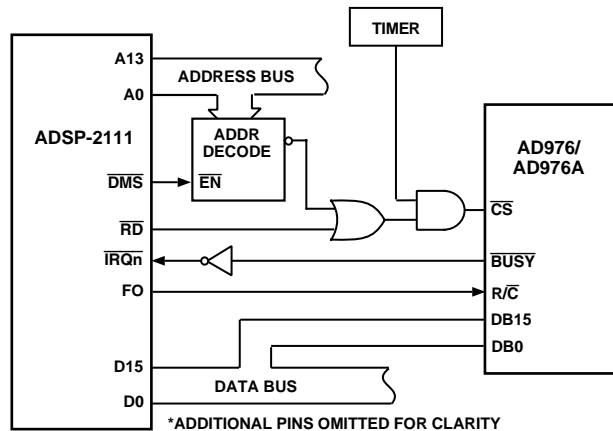 TIMER
A13
ADDRESS BUS
A0
ADSP-2111
ADDR
DECODE
AD976/
AD976A
DMS
EN
CS
RD
IRQn
BUSY
FO
R/C
DB15
DB0
D15
DATA BUS
D0
*ADDITIONAL PINS OMITTED FOR CLARITY